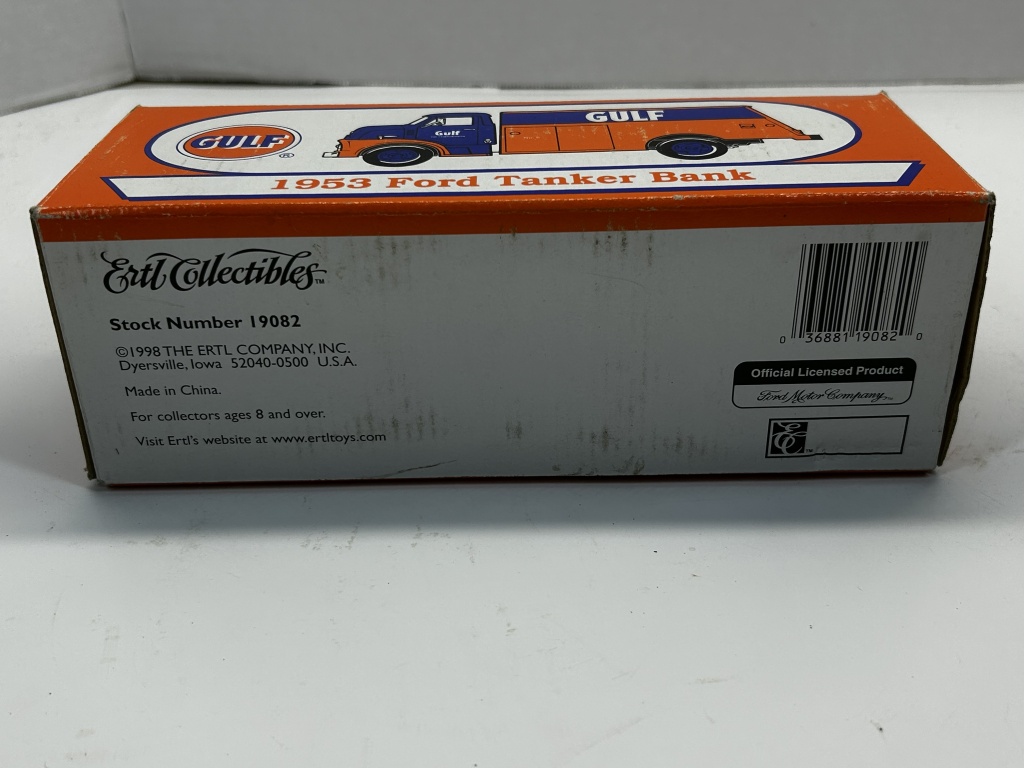 GULF ®
Gulf
GULF
1953 Ford Tanker Bank
Ertl Collectibles™
Stock Number 19082
©1998 THE ERTL COMPANY, INC.
Dyersville, Iowa 52040-0500 U.S.A.
Made in China.
For collectors ages 8 and over.
Visit Ertl's website at www.ertltoys.com
0 36881 19082 0
Official Licensed Product
Ford Motor Company
EC™